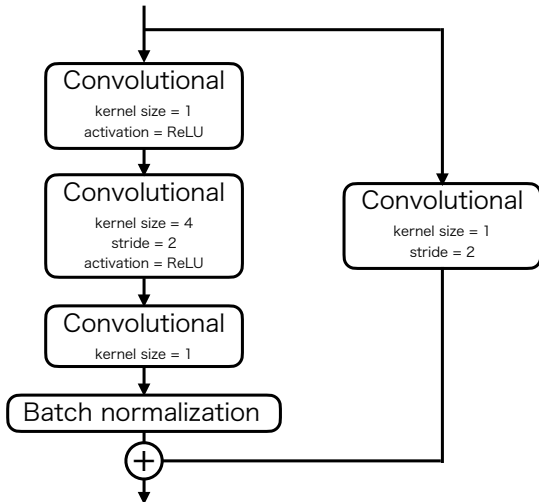 Convolutional
kernel size = 1
activation = ReLU
Convolutional
kernel size = 4
stride = 2
activation = ReLU
Convolutional
kernel size = 1
Batch normalization
+
Convolutional
kernel size = 1
stride = 2